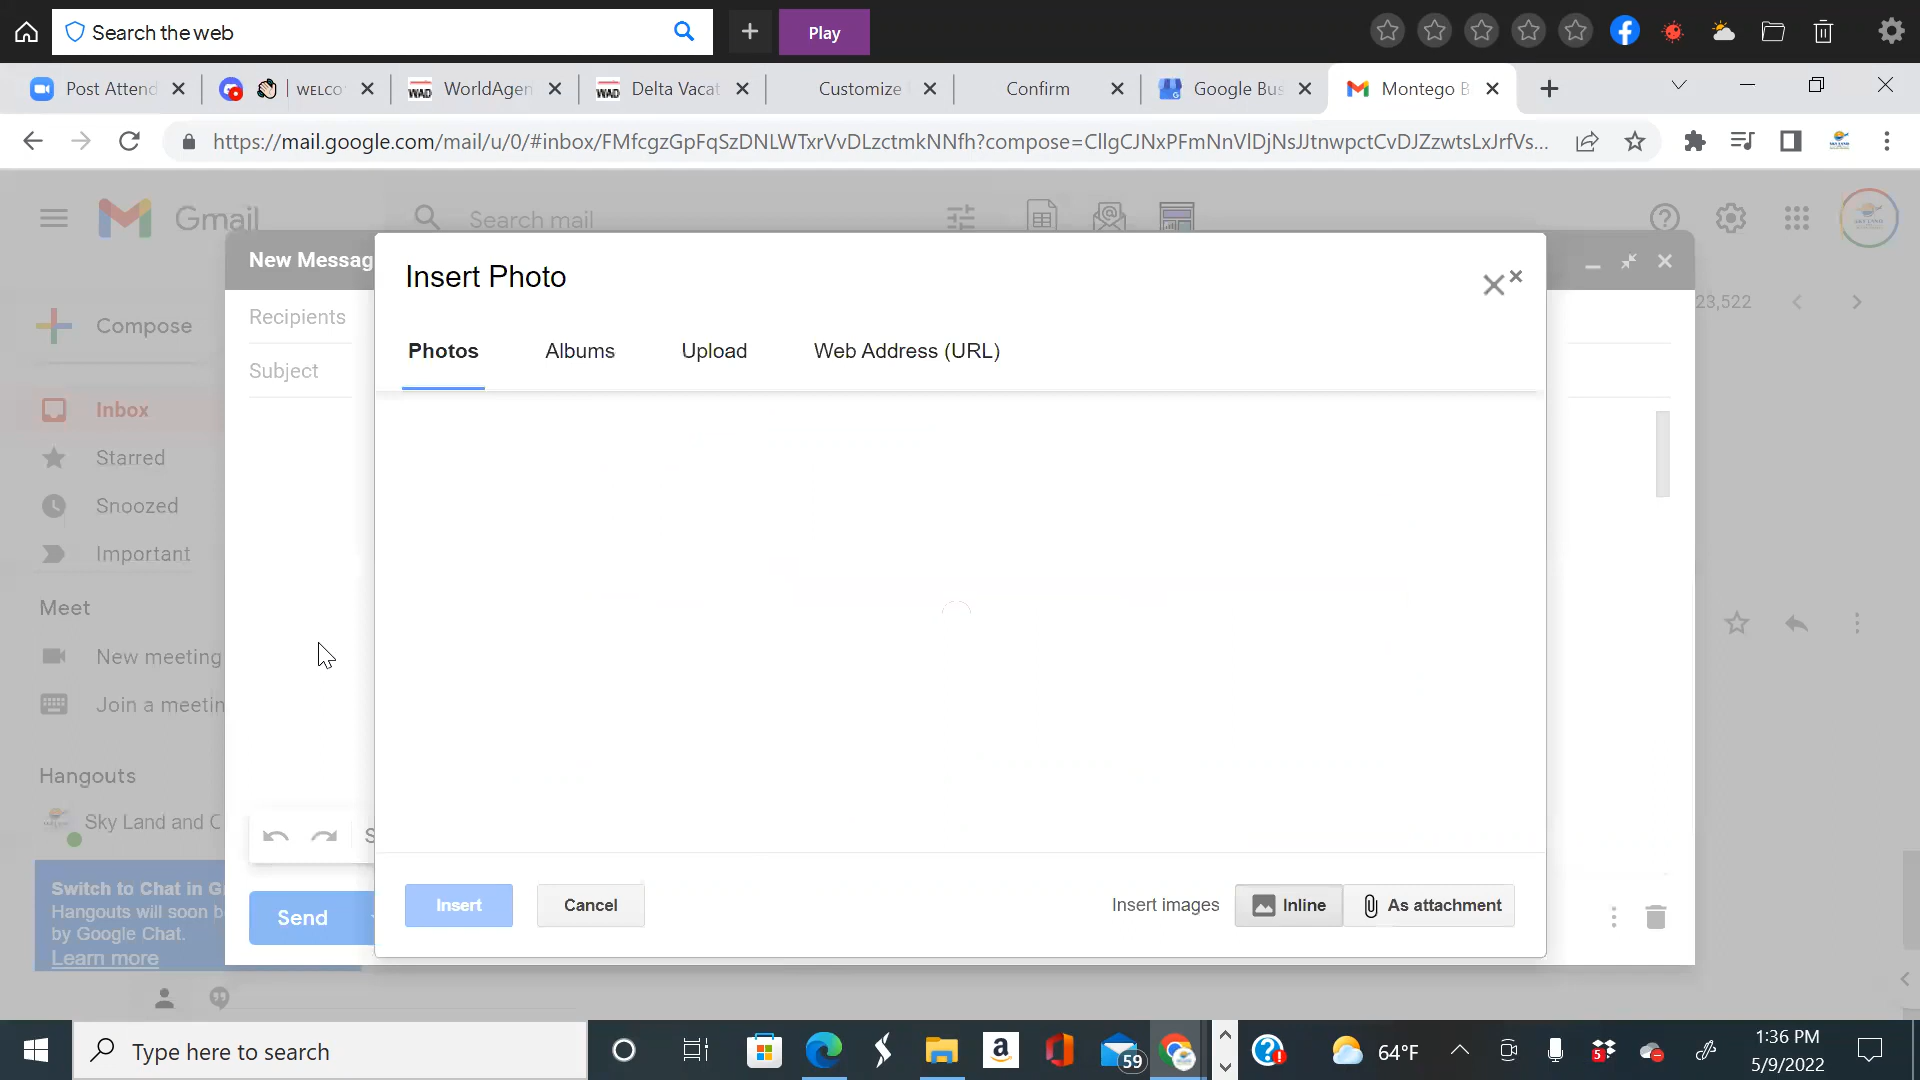 Search the web
Play
Post Attend
WELCO
WorldAgen
Delta Vacat
Customize
Confirm
Google Bus
Montego B
https://mail.google.com/mail/u/0/#inbox/FMfcgzGpFqSzDNLWTxrVvDLzctmkNNfh?compose=CllgCJNxPFmNnVlDjNsJJtnwpctCvDJZzwtsLxJrfVs...
Gmail
Search mail
New Messag
Insert Photo
Compose
Recipients
23,522
Photos
Albums
Upload
Web Address (URL)
Subject
Inbox
Starred
Snoozed
Important
Meet
New meeting
Join a meetin
Hangouts
Sky Land and C
S
Switch to Chat in G
Hangouts will soon b
by Google Chat.
Learn more
Send
Insert
Cancel
Insert images
Inline
As attachment
Type here to search
59
64°F
5
1:36 PM
5/9/2022